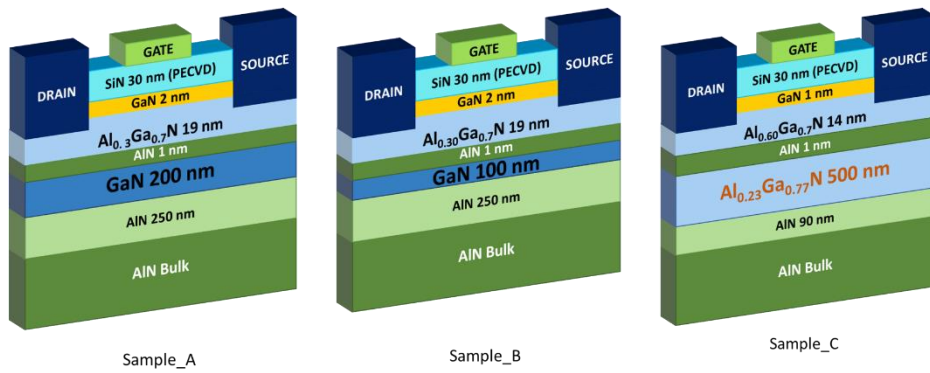 GATE
DRAIN
SiN 30 nm (PECVD)
SOURCE
GaN 2 nm
Al₀.₃Ga₀.₇N 19 nm
AlN 1 nm
GaN 200 nm
AlN 250 nm
AlN Bulk
Sample_A
GATE
DRAIN
SiN 30 nm (PECVD)
SOURCE
GaN 2 nm
Al₀.₃₀Ga₀.₇N 19 nm
AlN 1 nm
GaN 100 nm
AlN 250 nm
AlN Bulk
Sample_B
GATE
DRAIN
SiN 30 nm (PECVD)
SOURCE
GaN 1 nm
Al₀.₆₀Ga₀.₇N 14 nm
AlN 1 nm
Al₀.₂₃Ga₀.₇₇N 500 nm
AlN 90 nm
AlN Bulk
Sample_C